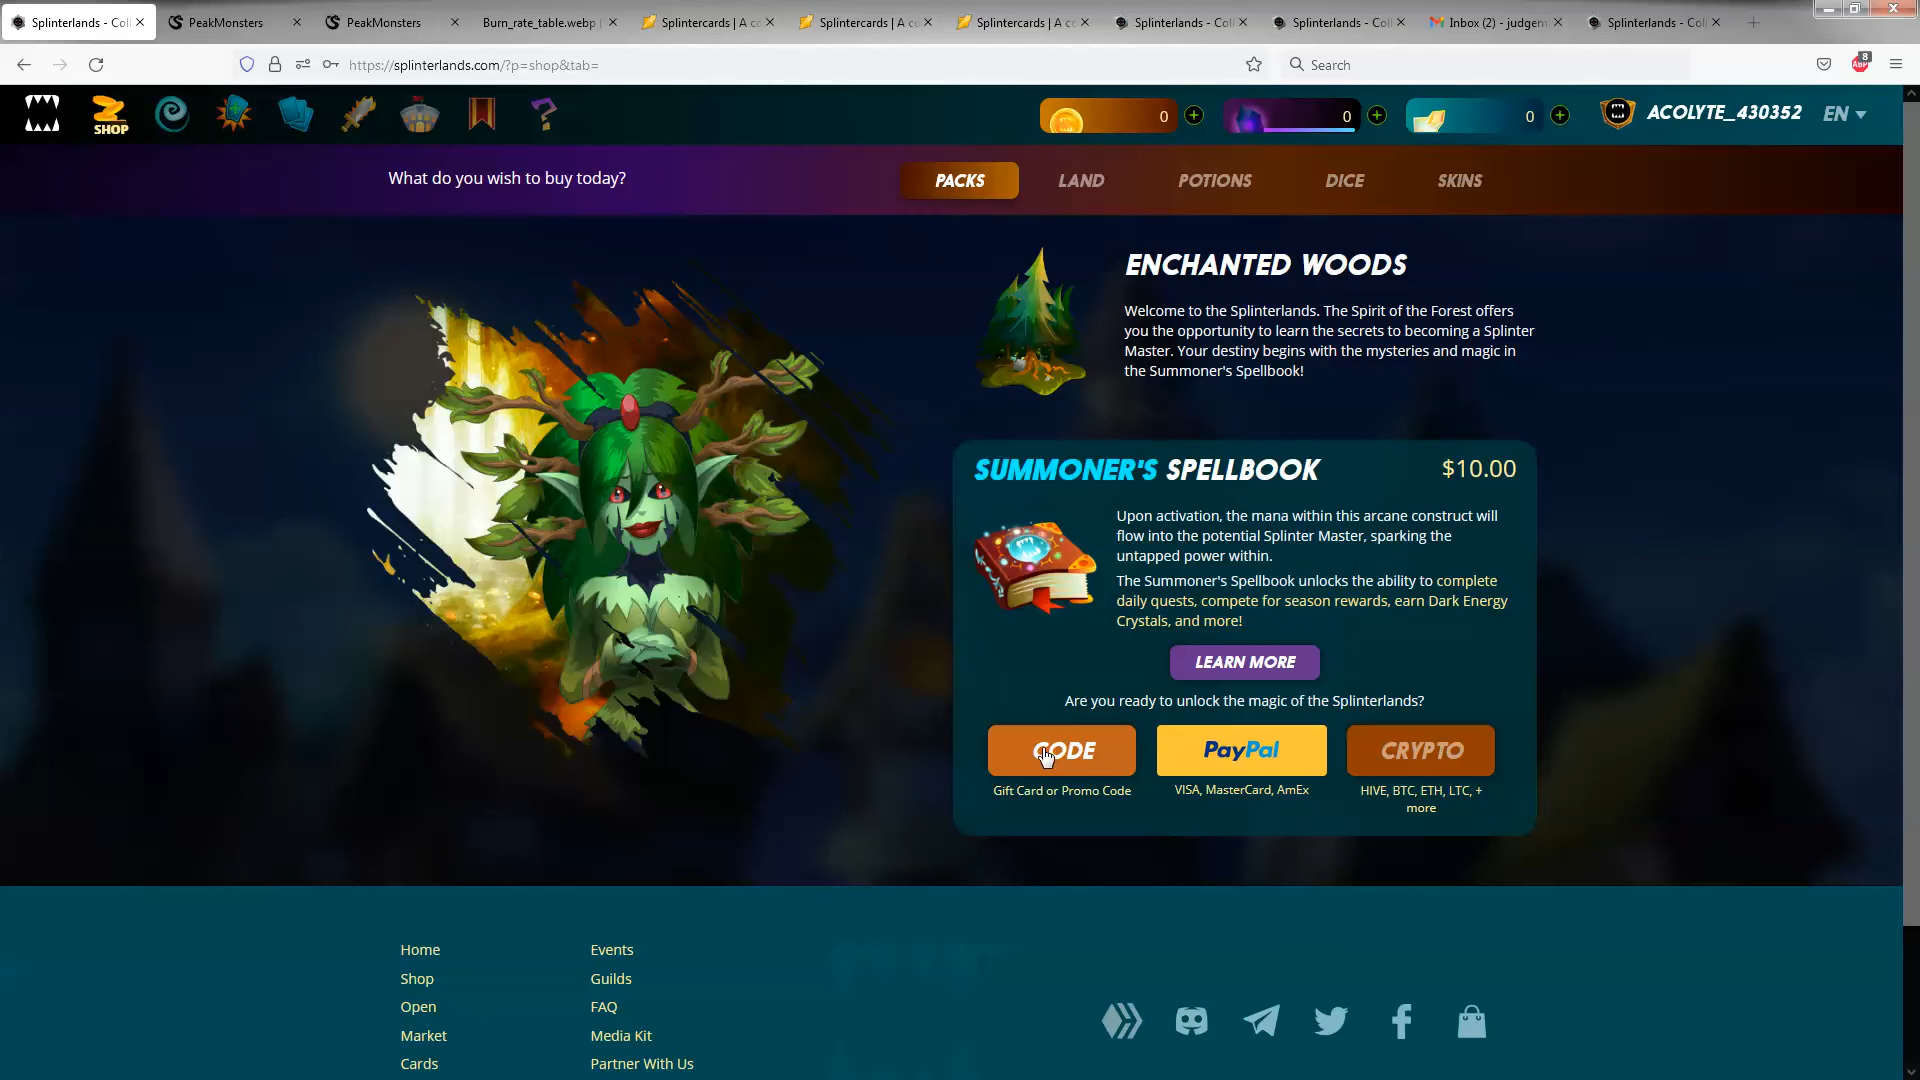 Splinterlands - Coll
PeakMonsters
PeakMonsters
Burn_rate_table.webp
Splintercards | A co
Splintercards | A co
Splintercards | A co
Splinterlands - Coll
Splinterlands - Coll
Inbox (2) - judgem
Splinterlands - Coll
https://splinterlands.com/?p=shop&tab=
Search
8
ABP
SHOP
0
0
0
ACOLYTE_430352
EN
What do you wish to buy today?
PACKS
LAND
POTIONS
DICE
SKINS
ENCHANTED WOODS
Welcome to the Splinterlands. The Spirit of the Forest offers
you the opportunity to learn the secrets to becoming a Splinter
Master. Your destiny begins with the mysteries and magic in
the Summoner's Spellbook!
SUMMONER'S SPELLBOOK
$10.00
Upon activation, the mana within this arcane construct will
flow into the potential Splinter Master, sparking the
untapped power within.
The Summoner's Spellbook unlocks the ability to complete
daily quests, compete for season rewards, earn Dark Energy
Crystals, and more!
LEARN MORE
Are you ready to unlock the magic of the Splinterlands?
CODE
PayPal
CRYPTO
Gift Card or Promo Code
VISA, MasterCard, AmEx
HIVE, BTC, ETH, LTC, +
more
Home
Events
Shop
Guilds
Open
FAQ
Market
Media Kit
Cards
Partner With Us